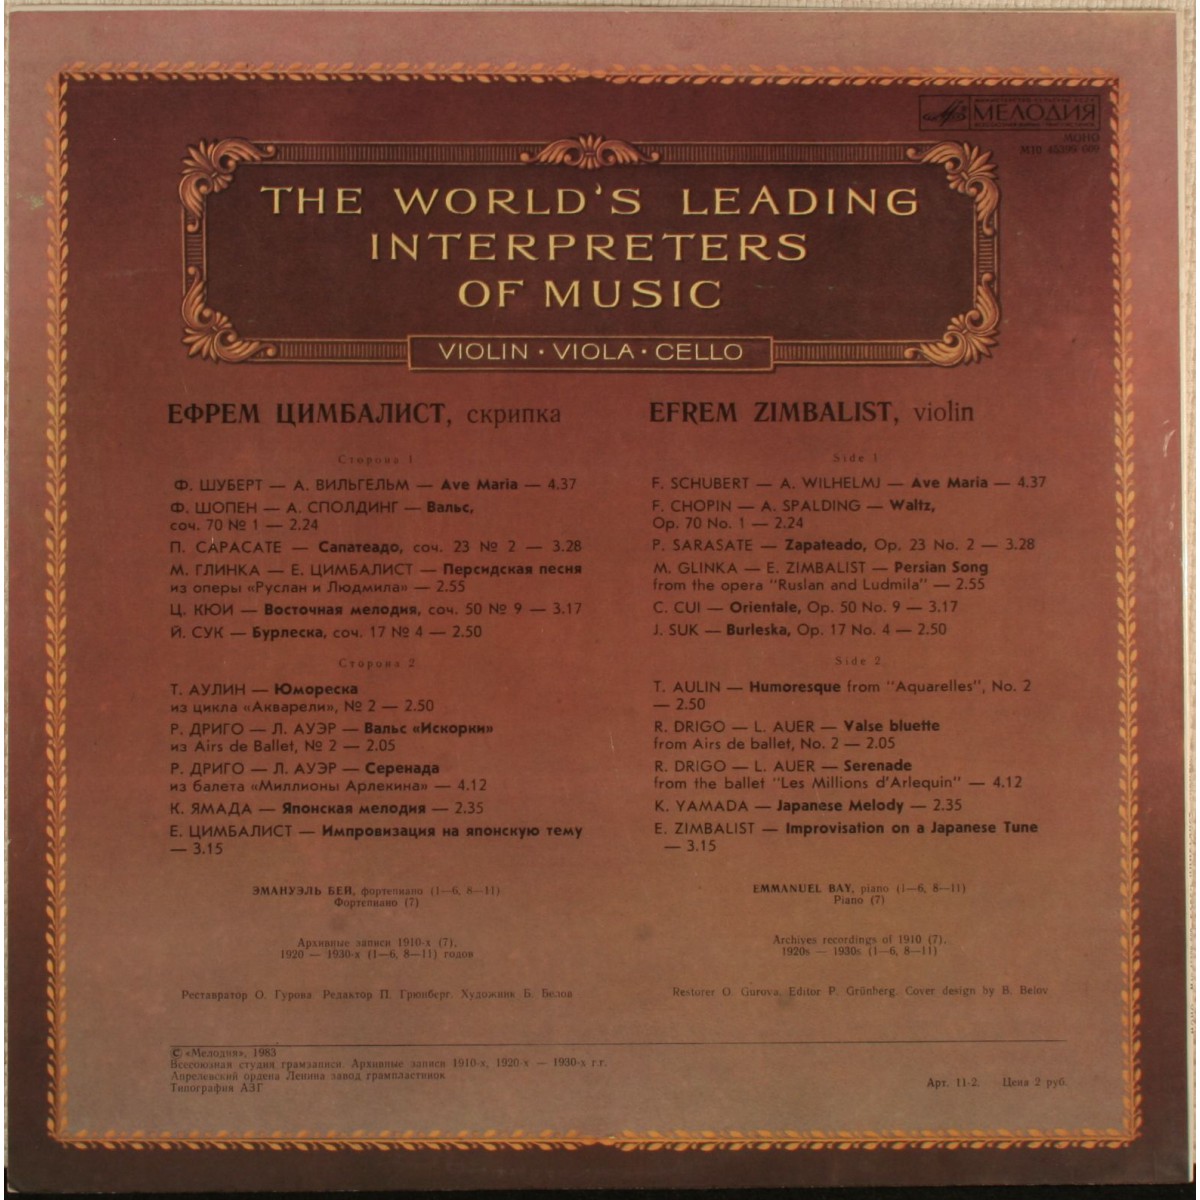 МЕЛОДИЯ
МОНО
М10 45399 009
THE WORLD'S LEADING
INTERPRETERS
OF MUSIC
VIOLIN · VIOLA · CELLO
ЕФРЕМ ЦИМБАЛИСТ, скрипка
Сторона 1
Ф. ШУБЕРТ — А. ВИЛЬГЕЛЬМ — Ave Maria — 4.37
Ф. ШОПЕН — А. СПОЛДИНГ — Вальс,
соч. 70 № 1 — 2.24
П. САРАСАТЕ — Сапатеадо, соч. 23 № 2 — 3.28
М. ГЛИНКА — Е. ЦИМБАЛИСТ — Персидская песня
из оперы «Руслан и Людмила» — 2.55
Ц. КЮИ — Восточная мелодия, соч. 50 № 9 — 3.17
Й. СУК — Бурлеска, соч. 17 № 4 — 2.50
Сторона 2
Т. АУЛИН — Юмореска
из цикла «Акварели», № 2 — 2.50
Р. ДРИГО — Л. АУЭР — Вальс «Искорки»
из Airs de Ballet, № 2 — 2.05
Р. ДРИГО — Л. АУЭР — Серенада
из балета «Миллионы Арлекина» — 4.12
К. ЯМАДА — Японская мелодия — 2.35
Е. ЦИМБАЛИСТ — Импровизация на японскую тему
— 3.15
ЭМАНУЭЛЬ БЕЙ, фортепиано (1—6, 8—11)
Фортепиано (7)
Архивные записи 1910-х (7),
1920 — 1930-х (1—6, 8—11) годов
Реставратор О. Гурова. Редактор П. Грюнберг. Художник Б. Белов
EFREM ZIMBALIST, violin
Side 1
F. SCHUBERT — A. WILHELMJ — Ave Maria — 4.37
F. CHOPIN — A. SPALDING — Waltz,
Op. 70 No. 1 — 2.24
P. SARASATE — Zapateado, Op. 23 No. 2 — 3.28
M. GLINKA — E. ZIMBALIST — Persian Song
from the opera "Ruslan and Ludmila" — 2.55
C. CUI — Orientale, Op. 50 No. 9 — 3.17
J. SUK — Burleska, Op. 17 No. 4 — 2.50
Side 2
T. AULIN — Humoresque from "Aquarelles", No. 2
— 2.50
R. DRIGO — L. AUER — Valse bluette
from Airs de ballet, No. 2 — 2.05
R. DRIGO — L. AUER — Serenade
from the ballet "Les Millions d'Arlequin" — 4.12
K. YAMADA — Japanese Melody — 2.35
E. ZIMBALIST — Improvisation on a Japanese Tune
— 3.15
EMMANUEL BAY, piano (1—6, 8—11)
Piano (7)
Archives recordings of 1910 (7),
1920s — 1930s (1—6, 8—11)
Restorer O. Gurova. Editor P. Grünberg. Cover design by B. Belov
© «Мелодия», 1983
Всесоюзная студия грамзаписи. Архивные записи 1910-х, 1920-х — 1930-х г.г.
Апрелевский ордена Ленина завод грампластинок
Типография АЗГ
Арт. 11-2. Цена 2 руб.